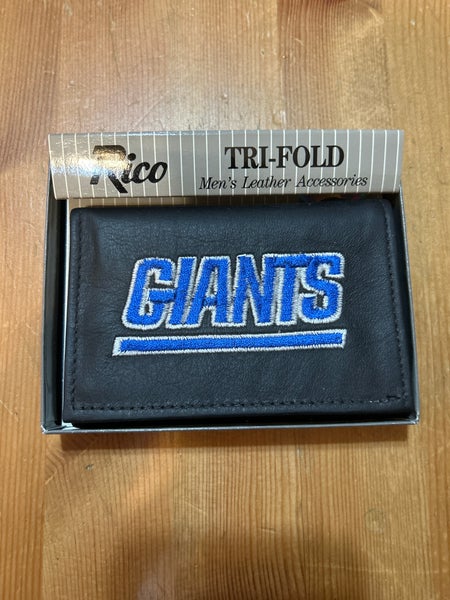 Rico
TRI-FOLD
Men's Leather Accessories
GIANTS